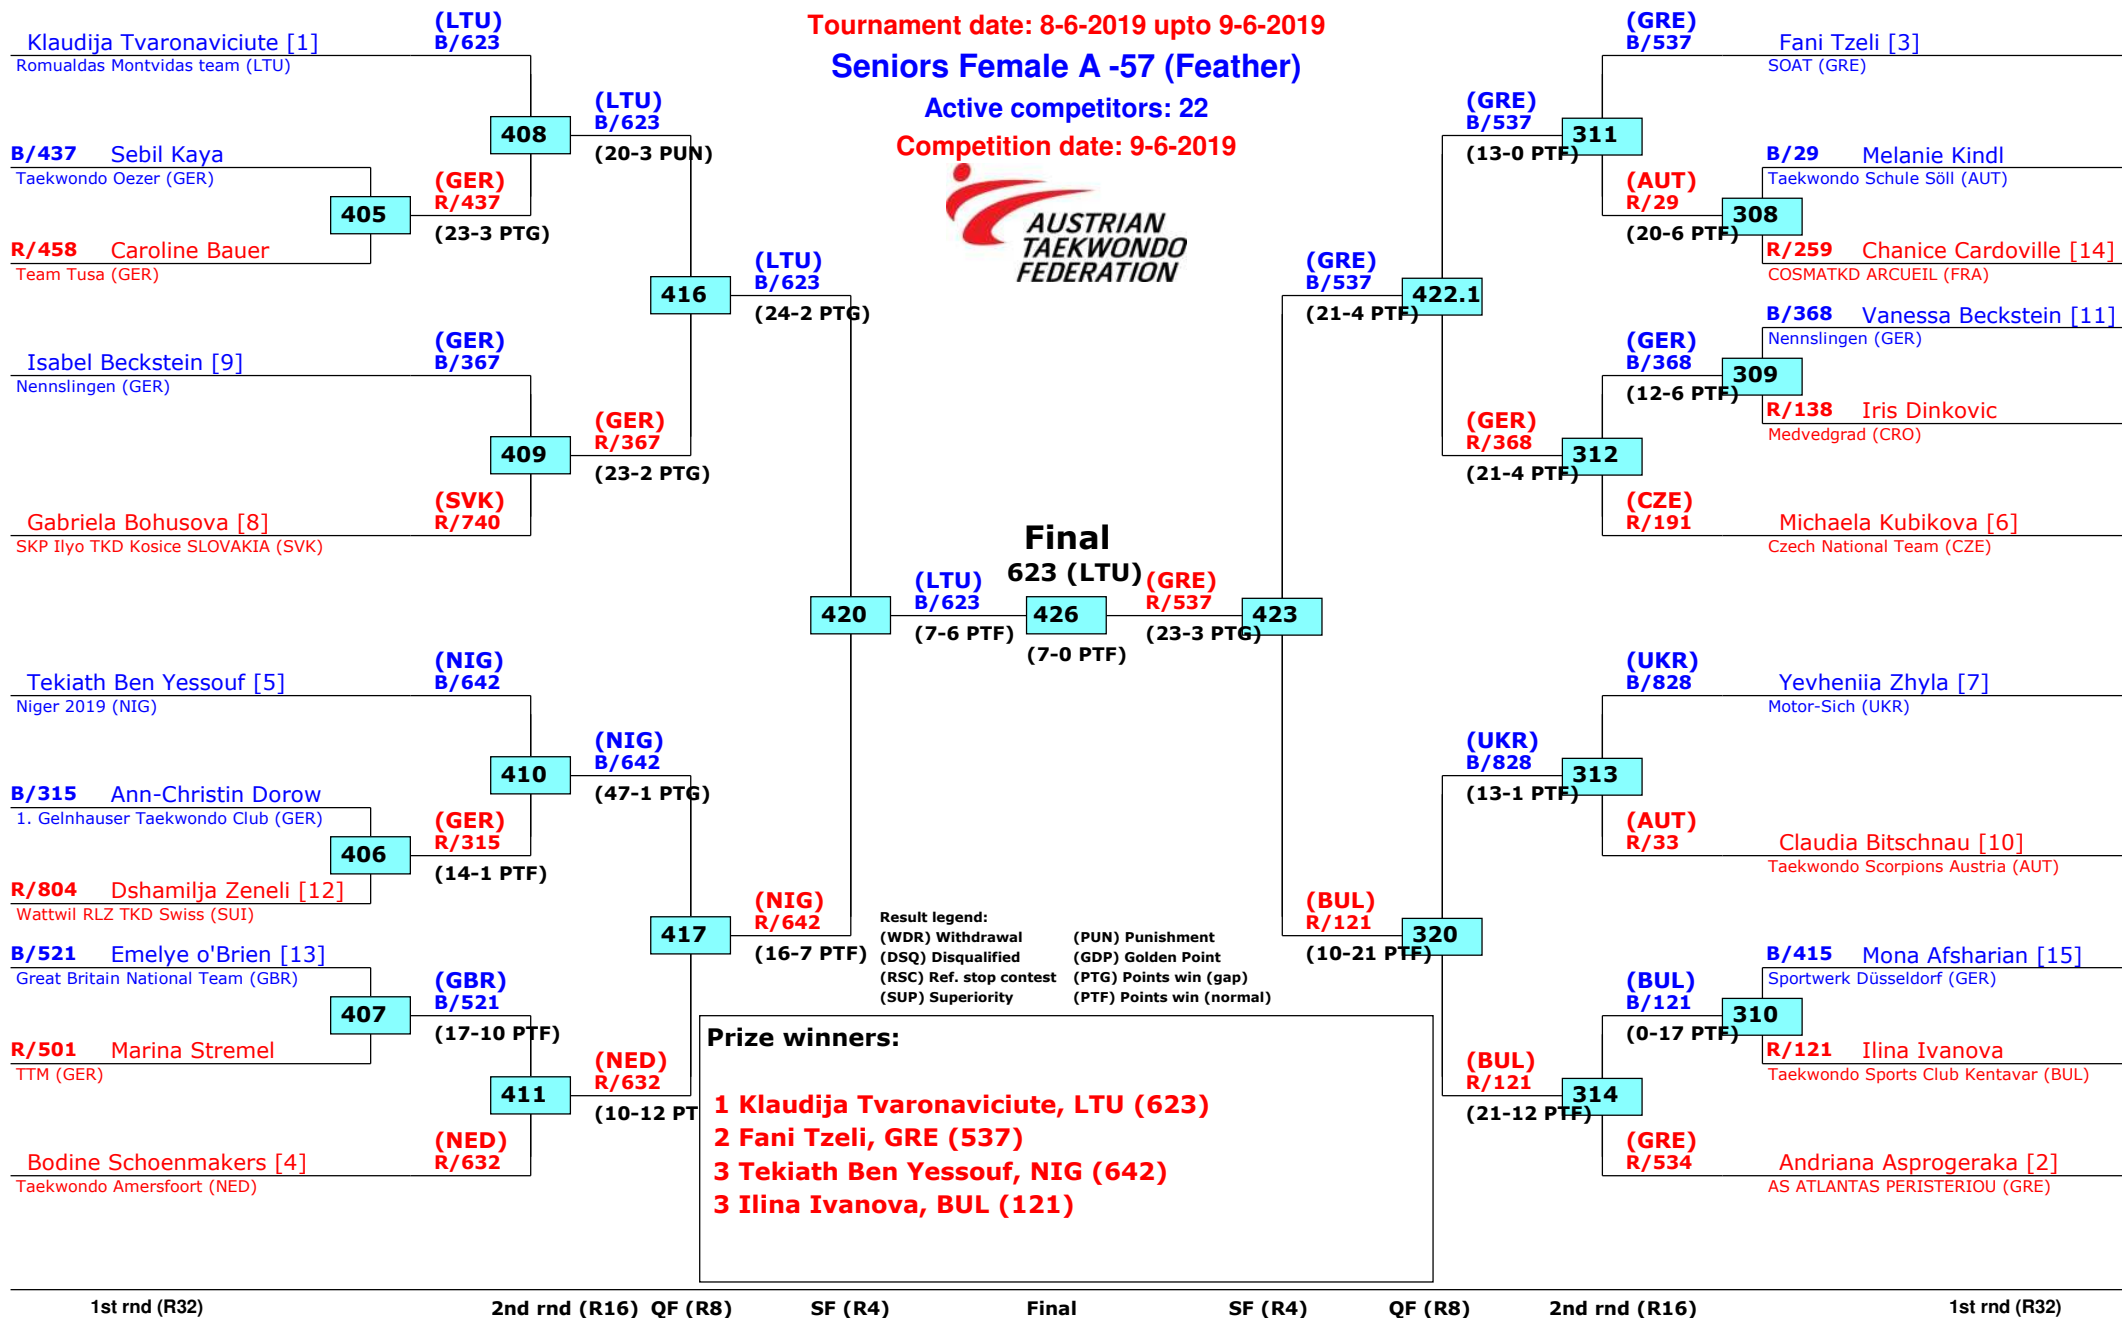 Tournament date: 8-6-2019 upto 9-6-2019
Seniors Female A -57 (Feather)
Active competitors: 22
Competition date: 9-6-2019
AUSTRIAN
TAEKWONDO
FEDERATION
(LTU)
Klaudija Tvaronaviciute [1] B/623
Romualdas Montvidas team (LTU)
(LTU)
B/623
408
(20-3 PUN)
B/437 Sebil Kaya
Taekwondo Oezer (GER)
(GER)
R/437
405
(23-3 PTG)
R/458 Caroline Bauer
Team Tusa (GER)
(LTU)
B/623
416
(24-2 PTG)
(GER)
Isabel Beckstein [9] B/367
Nennslingen (GER)
(GER)
R/367
409
(23-2 PTG)
(SVK)
Gabriela Bohusova [8] R/740
SKP Ilyo TKD Kosice SLOVAKIA (SVK)
Final
623 (LTU)
(LTU)
B/623
420
(7-6 PTF)
426
(7-0 PTF)
(GRE)
R/537
423
(23-3 PTG)
(NIG)
Tekiath Ben Yessouf [5] B/642
Niger 2019 (NIG)
(NIG)
B/642
410
(47-1 PTG)
B/315 Ann-Christin Dorow
1. Gelnhauser Taekwondo Club (GER)
(GER)
R/315
406
(14-1 PTF)
R/804 Dshamilja Zeneli [12]
Wattwil RLZ TKD Swiss (SUI)
(NIG)
R/642
417
(16-7 PTF)
B/521 Emelye o'Brien [13]
Great Britain National Team (GBR)
(GBR)
B/521
407
(17-10 PTF)
R/501 Marina Stremel
TTM (GER)
(NED)
R/632
411
(10-12 PT
(NED)
Bodine Schoenmakers [4] R/632
Taekwondo Amersfoort (NED)
(GRE)
B/537 Fani Tzeli [3]
SOAT (GRE)
(GRE)
B/537
311
(13-0 PTF)
B/29 Melanie Kindl
Taekwondo Schule Söll (AUT)
(AUT)
R/29
308
(20-6 PTF)
R/259 Chanice Cardoville [14]
COSMATKD ARCUEIL (FRA)
(GRE)
B/537
422.1
(21-4 PTF)
B/368 Vanessa Beckstein [11]
Nennslingen (GER)
(GER)
B/368
309
(12-6 PTF)
R/138 Iris Dinkovic
Medvedgrad (CRO)
(GER)
R/368
312
(21-4 PTF)
(CZE)
R/191 Michaela Kubikova [6]
Czech National Team (CZE)
(UKR)
B/828 Yevheniia Zhyla [7]
Motor-Sich (UKR)
(UKR)
B/828
313
(13-1 PTF)
(AUT)
R/33 Claudia Bitschnau [10]
Taekwondo Scorpions Austria (AUT)
(BUL)
R/121
320
(10-21 PTF)
B/415 Mona Afsharian [15]
Sportwerk Düsseldorf (GER)
(BUL)
B/121
310
(0-17 PTF)
R/121 Ilina Ivanova
Taekwondo Sports Club Kentavar (BUL)
(BUL)
R/121
314
(21-12 PTF)
(GRE)
R/534 Andriana Asprogeraka [2]
AS ATLANTAS PERISTERIOU (GRE)
Result legend:
(WDR) Withdrawal (PUN) Punishment
(DSQ) Disqualified (GDP) Golden Point
(RSC) Ref. stop contest (PTG) Points win (gap)
(SUP) Superiority (PTF) Points win (normal)
Prize winners:
1 Klaudija Tvaronaviciute, LTU (623)
2 Fani Tzeli, GRE (537)
3 Tekiath Ben Yessouf, NIG (642)
3 Ilina Ivanova, BUL (121)
1st rnd (R32) 2nd rnd (R16) QF (R8) SF (R4) Final SF (R4) QF (R8) 2nd rnd (R16) 1st rnd (R32)